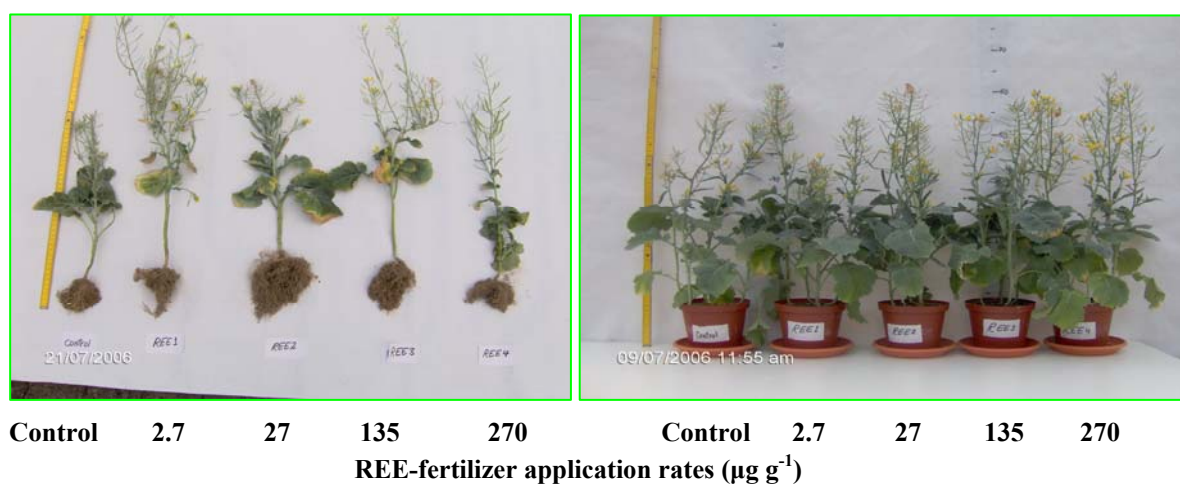 Control
REE1
REE2
REE3
REE4
21/07/2006
Control
REE1
REE2
REE3
REE4
09/07/2006 11:55 am
Control 2.7 27 135 270
Control 2.7 27 135 270
REE-fertilizer application rates (µg g⁻¹)